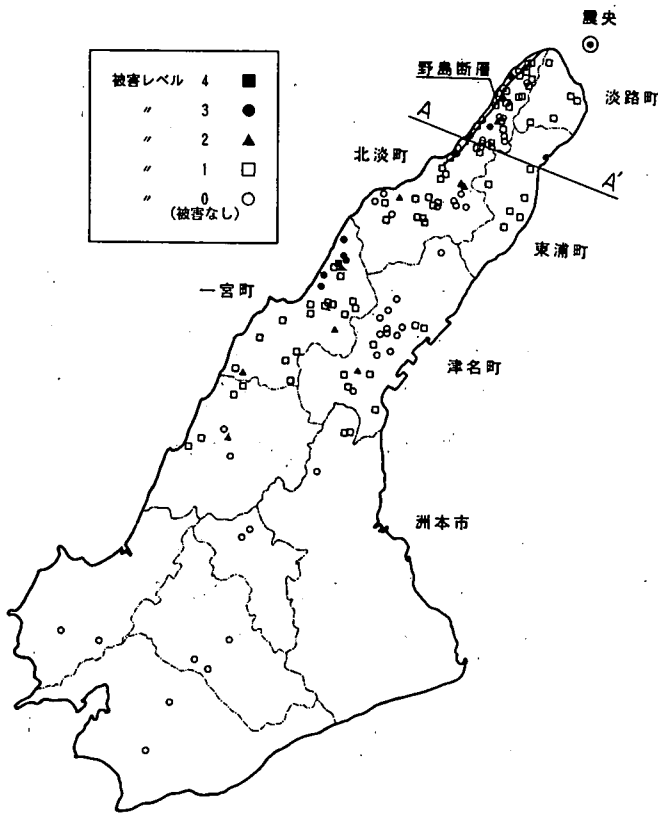 震央
被害レベル 4 ■
〃 3 ●
〃 2 ▲
〃 1 □
〃 0 ○
(被害なし)
野島断層
淡路町
A
北淡町
A′
東浦町
一宮町
津名町
洲本市